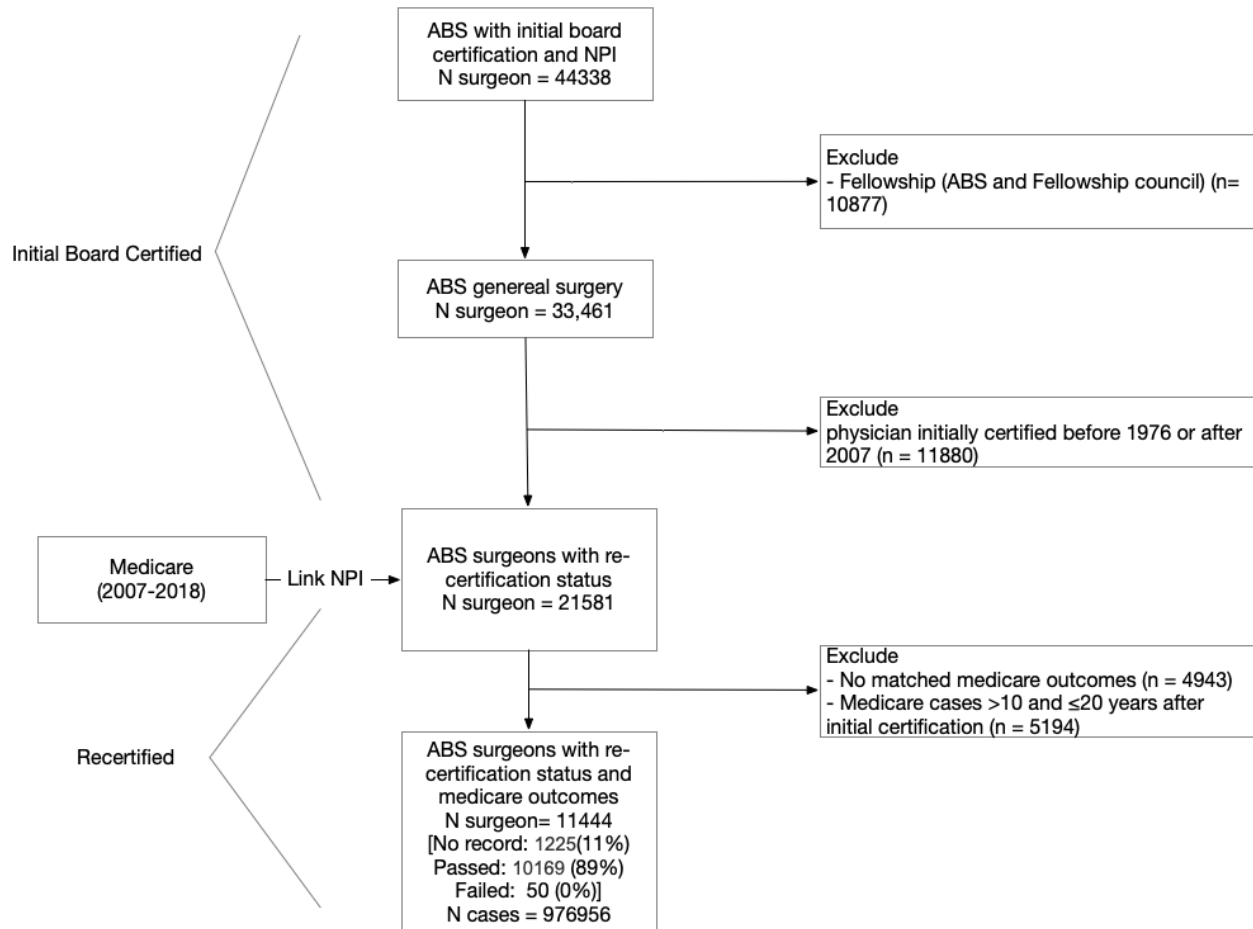 ABS with initial board
certification and NPI
N surgeon = 44338
Exclude
- Fellowship (ABS and Fellowship council) (n=
10877)
Initial Board Certified
ABS genereal surgery
N surgeon = 33,461
Exclude
physician initially certified before 1976 or after
2007 (n = 11880)
Medicare
(2007-2018)
Link NPI
ABS surgeons with re-
certification status
N surgeon = 21581
Exclude
- No matched medicare outcomes (n = 4943)
- Medicare cases >10 and ≤20 years after
initial certification (n = 5194)
Recertified
ABS surgeons with re-
certification status and
medicare outcomes
N surgeon= 11444
[No record: 1225(11%)
Passed: 10169 (89%)
Failed: 50 (0%)]
N cases = 976956